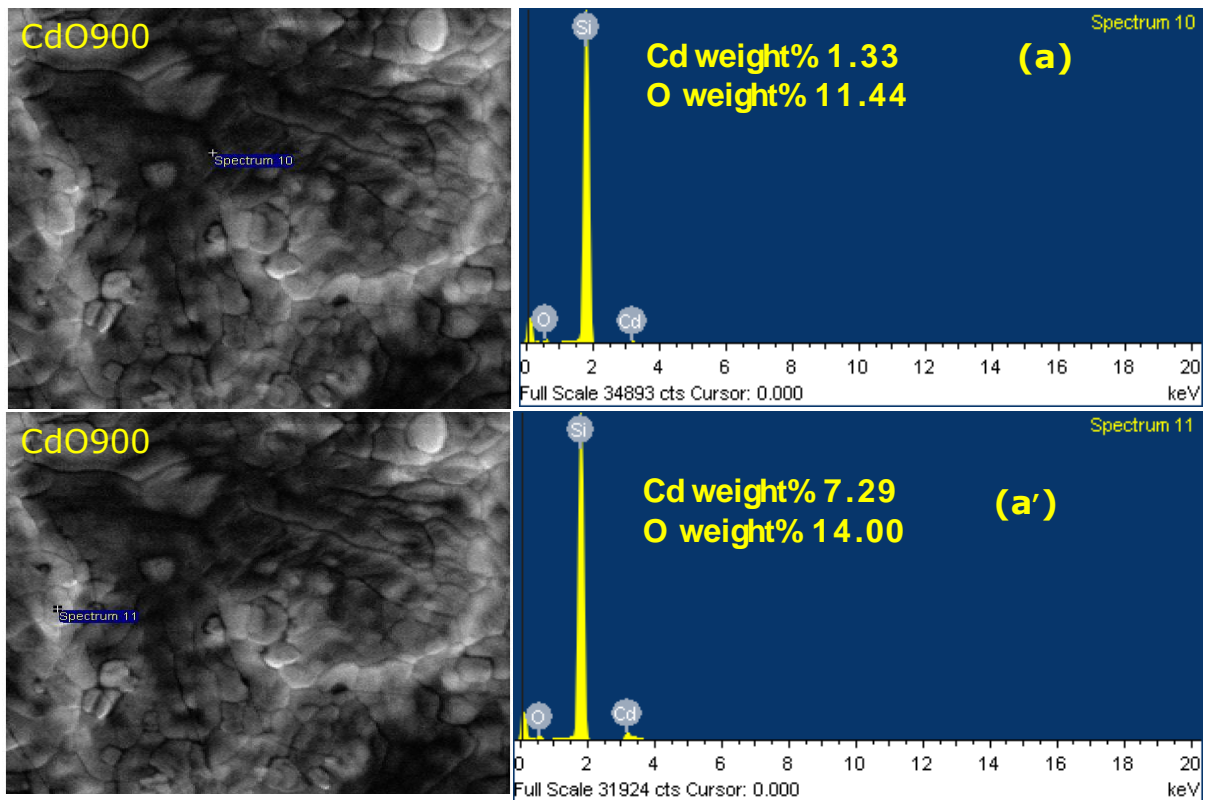 CdO900
Spectrum 10
Si
Spectrum 10
Cd weight% 1.33
(a)
O weight% 11.44
O
Cd
0 2 4 6 8 10 12 14 16 18 20
Full Scale 34893 cts Cursor: 0.000
keV
CdO900
Spectrum 11
Si
Spectrum 11
Cd weight% 7.29
(a′)
O weight% 14.00
O
Cd
0 2 4 6 8 10 12 14 16 18 20
Full Scale 31924 cts Cursor: 0.000
keV